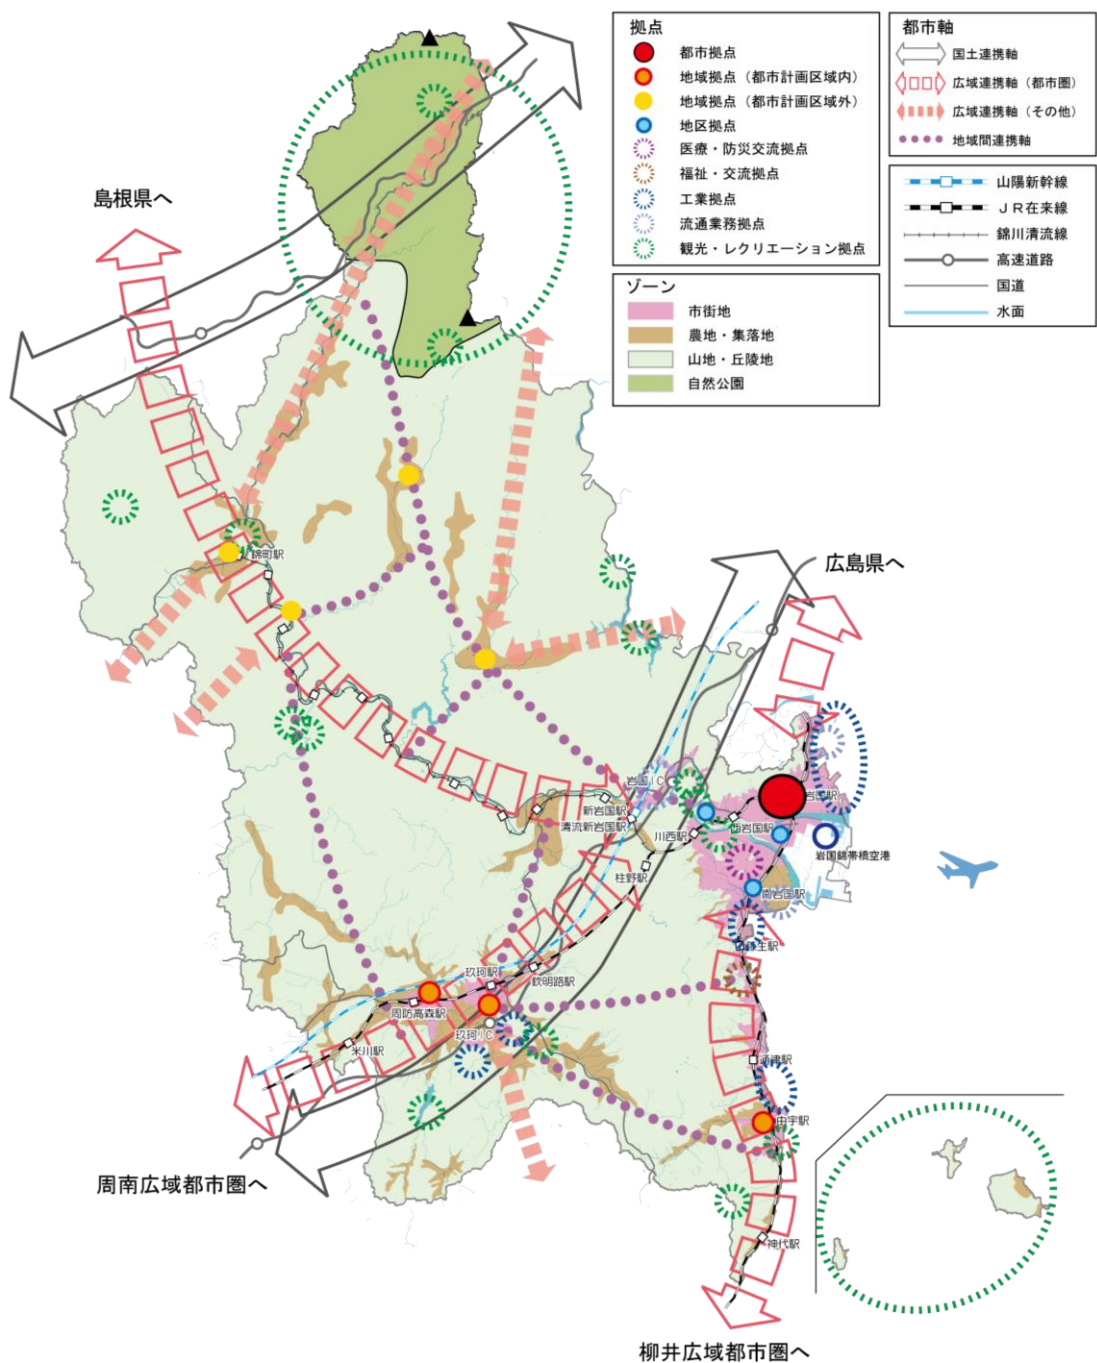 拠点
都市拠点
地域拠点（都市計画区域内）
地域拠点（都市計画区域外）
地区拠点
医療・防災交流拠点
福祉・交流拠点
工業拠点
流通業務拠点
観光・レクリエーション拠点
都市軸
国土連携軸
広域連携軸（都市圏）
広域連携軸（その他）
地域間連携軸
山陽新幹線
ＪＲ在来線
錦川清流線
高速道路
国道
水面
ゾーン
市街地
農地・集落地
山地・丘陵地
自然公園
島根県へ
広島県へ
錦町駅
岩国ＩＣ
新岩国駅
清流新岩国駅
川西駅
西岩国駅
岩国駅
岩国錦帯橋空港
柱野駅
南岩国駅
玖珂駅
欽明路駅
周防高森駅
玖珂ＩＣ
米川駅
通津駅
由宇駅
神代駅
周南広域都市圏へ
柳井広域都市圏へ